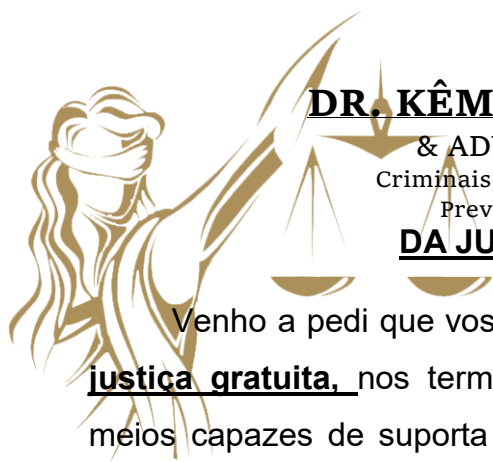 DR. KÊM
& AD
Criminais
Prev
DA JU
Venho a pedi que vos
justiça gratuita, nos term
meios capazes de suporta